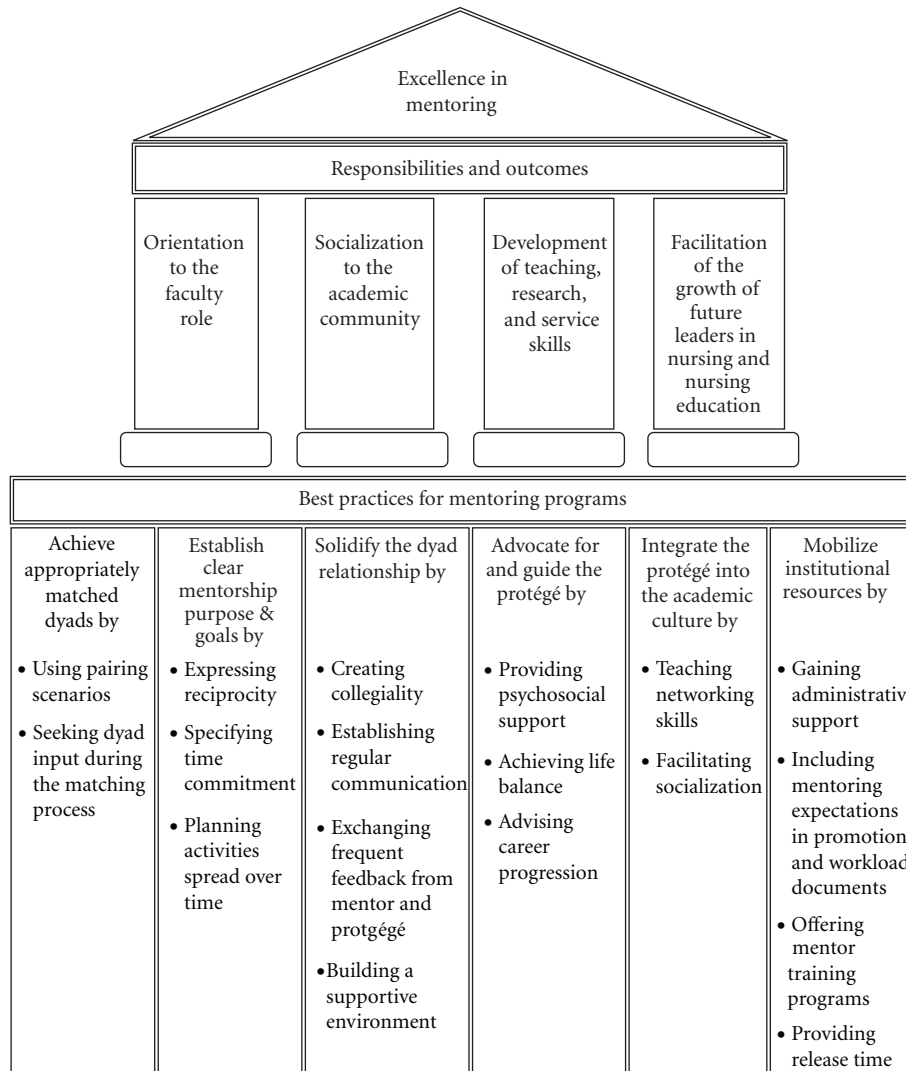 Excellence in
mentoring
Responsibilities and outcomes
Orientation
to the
faculty
role
Socialization
to the
academic
community
Development
of teaching,
research,
and service
skills
Facilitation
of the
growth of
future
leaders in
nursing and
nursing
education
Best practices for mentoring programs
Achieve
appropriately
matched
dyads by
• Using pairing
scenarios
• Seeking dyad
input during
the matching
process
Establish
clear
mentorship
purpose &
goals by
• Expressing
reciprocity
• Specifying
time
commitment
• Planning
activities
spread over
time
Solidify the dyad
relationship by
• Creating
collegiality
• Establishing
regular
communication
• Exchanging
frequent
feedback from
mentor and
protgégé
• Building a
supportive
environment
Advocate for
and guide the
protégé by
• Providing
psychosocial
support
• Achieving life
balance
• Advising
career
progression
Integrate the
protégé into
the academic
culture by
• Teaching
networking
skills
• Facilitating
socialization
Mobilize
institutional
resources by
• Gaining
administrativ
support
• Including
mentoring
expectations
in promotion
and workload
documents
• Offering
mentor
training
programs
• Providing
release time